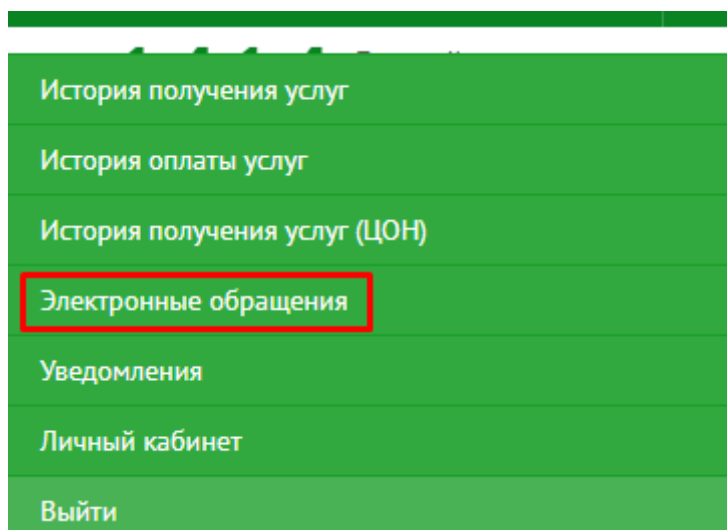 История получения услуг
История оплаты услуг
История получения услуг (ЦОН)
Электронные обращения
Уведомления
Личный кабинет
Выйти